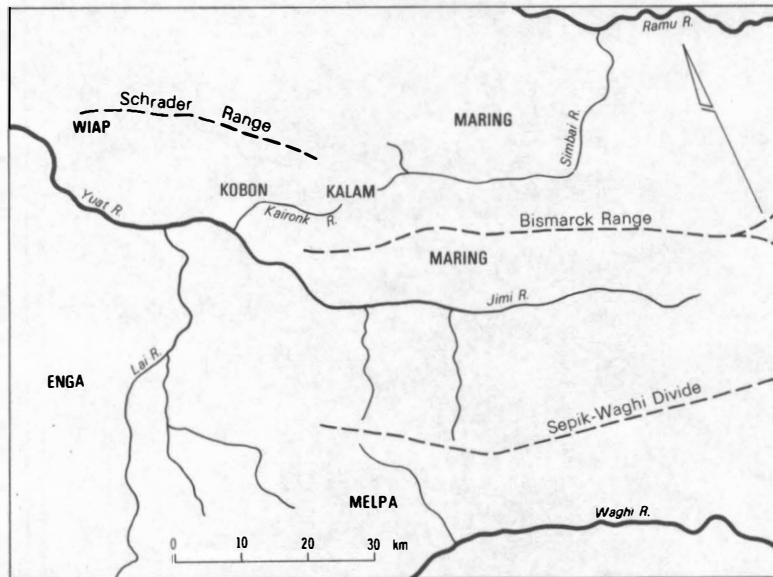 Ramu R.
Schrader Range
WIAP
MARING
Simbai R.
KOBON
KALAM
Yuat R.
Kaironk R.
Bismarck Range
MARING
Jimi R.
Lai R.
ENGA
Sepik-Waghi Divide
MELPA
Waghi R.
0 10 20 30 km